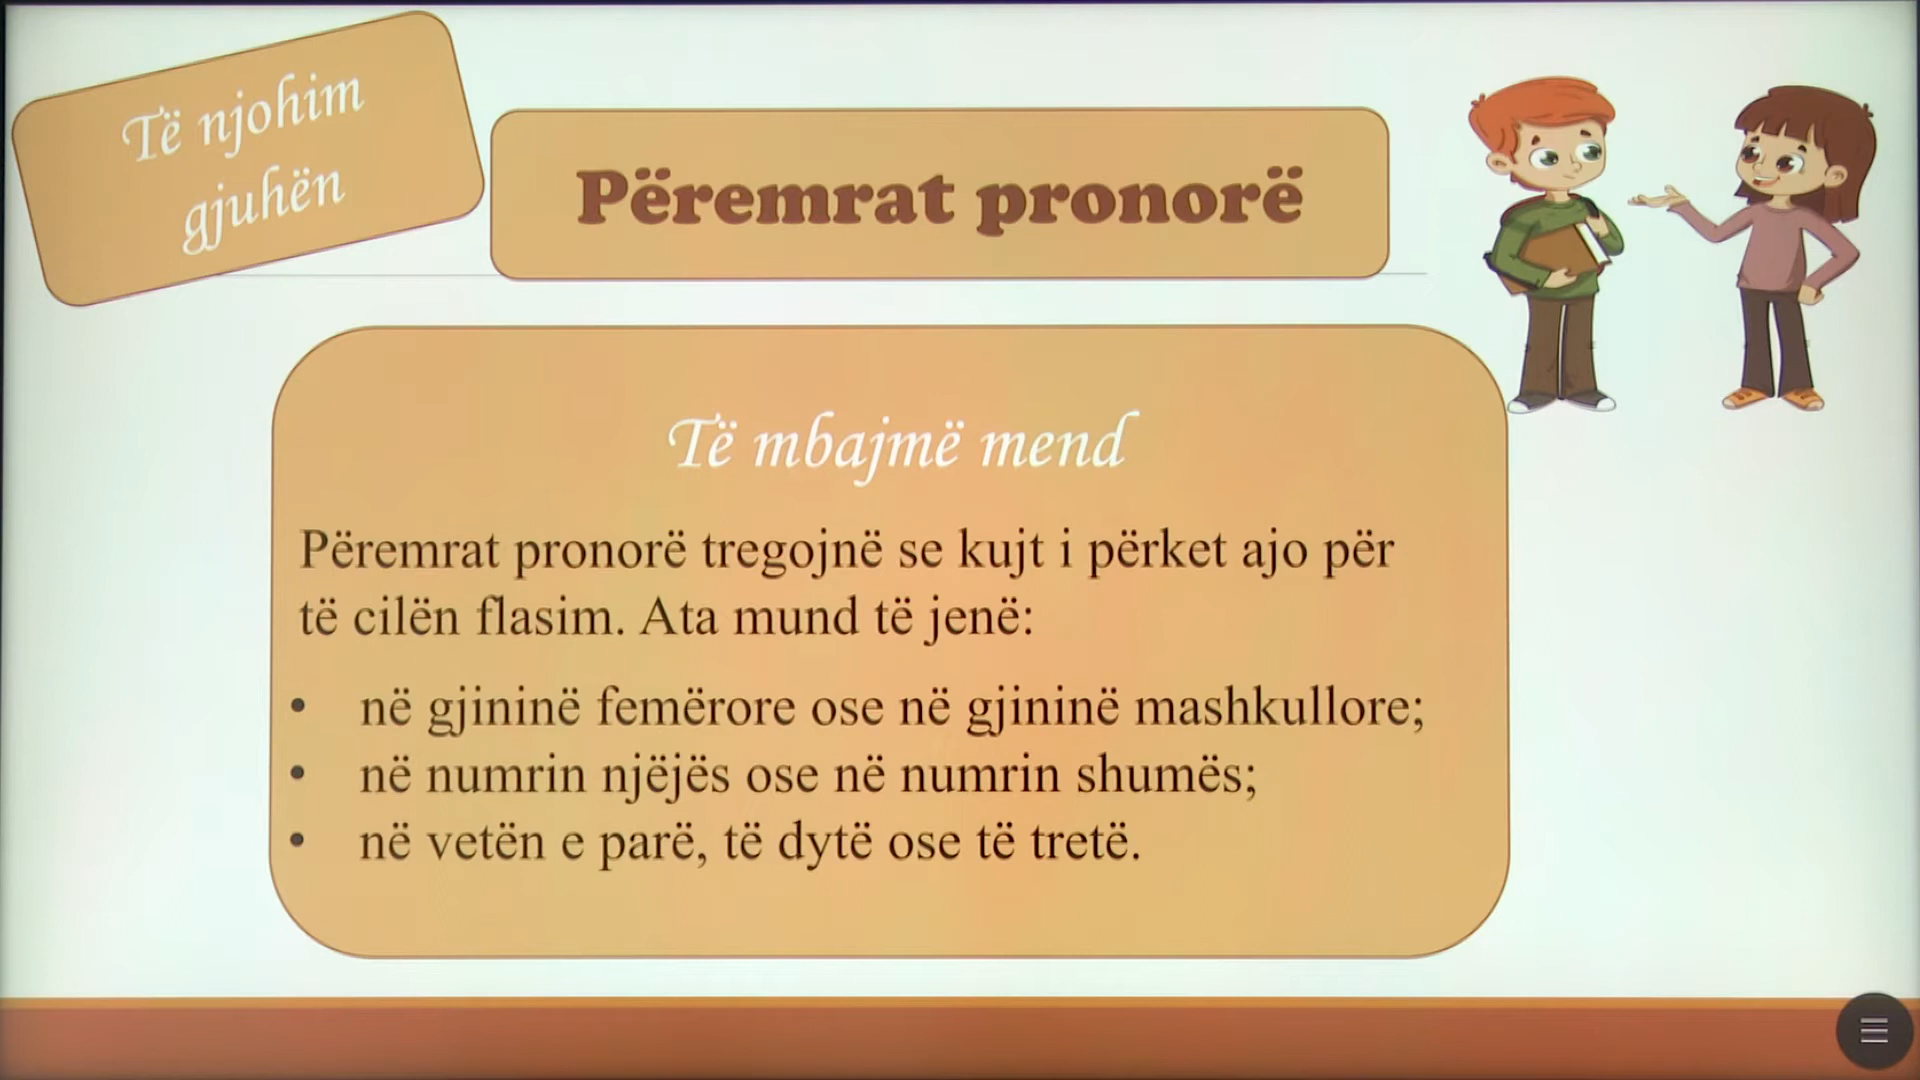 Të njohim
gjuhën
Përemrat pronorë
Të mbajmë mend
Përemrat pronorë tregojnë se kujt i përket ajo për
të cilën flasim. Ata mund të jenë:
• në gjininë femërore ose në gjininë mashkullore;
• në numrin njëjës ose në numrin shumës;
• në vetën e parë, të dytë ose të tretë.